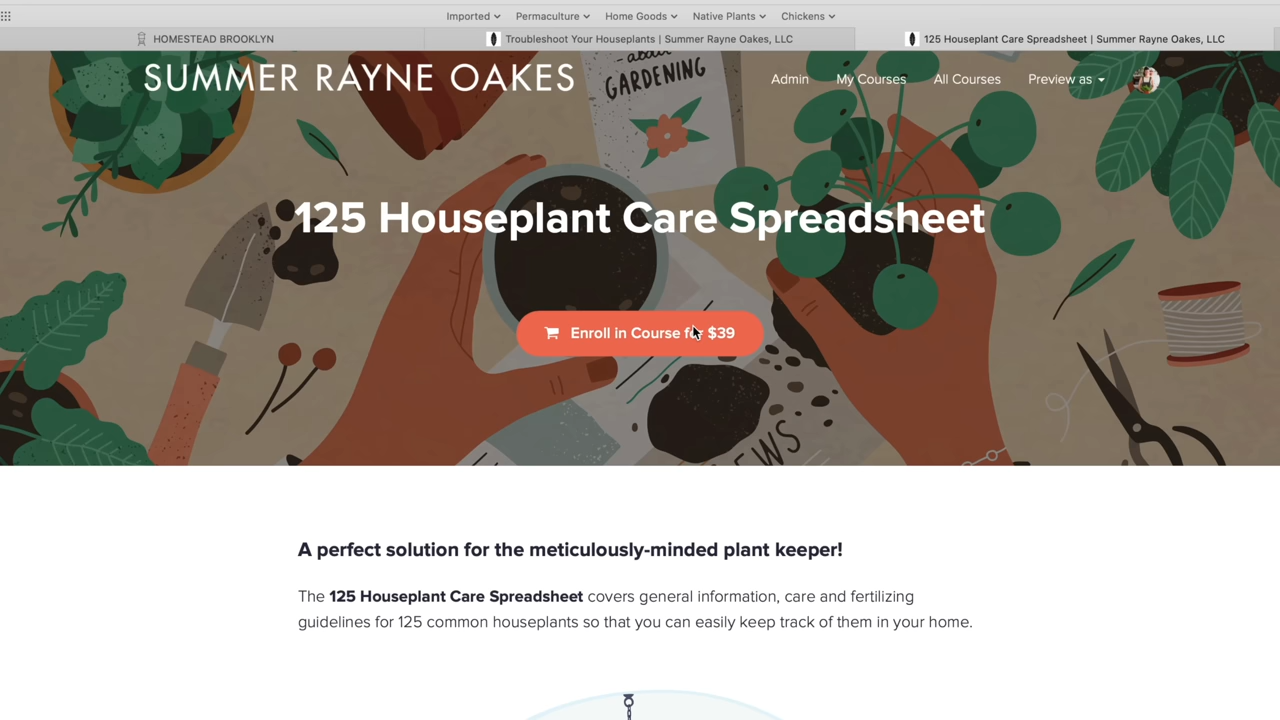 Imported
Permaculture
Home Goods
Native Plants
Chickens
HOMESTEAD BROOKLYN
Troubleshoot Your Houseplants | Summer Rayne Oakes, LLC
125 Houseplant Care Spreadsheet | Summer Rayne Oakes, LLC
SUMMER RAYNE OAKES
Admin
My Courses
All Courses
Preview as
about
GARDENING
125 Houseplant Care Spreadsheet
Enroll in Course for $39
EWS
A perfect solution for the meticulously-minded plant keeper!
The 125 Houseplant Care Spreadsheet covers general information, care and fertilizing
guidelines for 125 common houseplants so that you can easily keep track of them in your home.